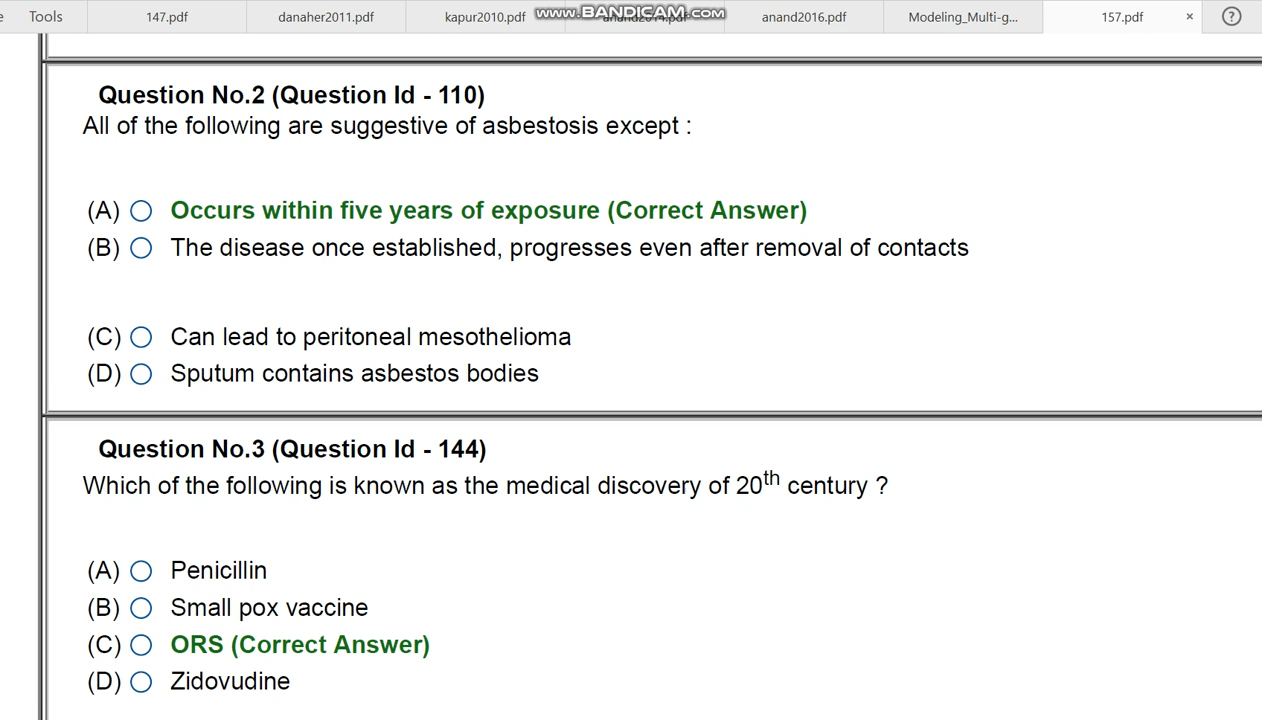 e Tools 147.pdf danaher2011.pdf kapur2010.pdf anand2014.pdf anand2016.pdf Modeling_Multi-g... 157.pdf × ?
www.BANDICAM.com
Question No.2 (Question Id - 110)
All of the following are suggestive of asbestosis except :
(A) Occurs within five years of exposure (Correct Answer)
(B) The disease once established, progresses even after removal of contacts
(C) Can lead to peritoneal mesothelioma
(D) Sputum contains asbestos bodies
Question No.3 (Question Id - 144)
Which of the following is known as the medical discovery of 20th century ?
(A) Penicillin
(B) Small pox vaccine
(C) ORS (Correct Answer)
(D) Zidovudine